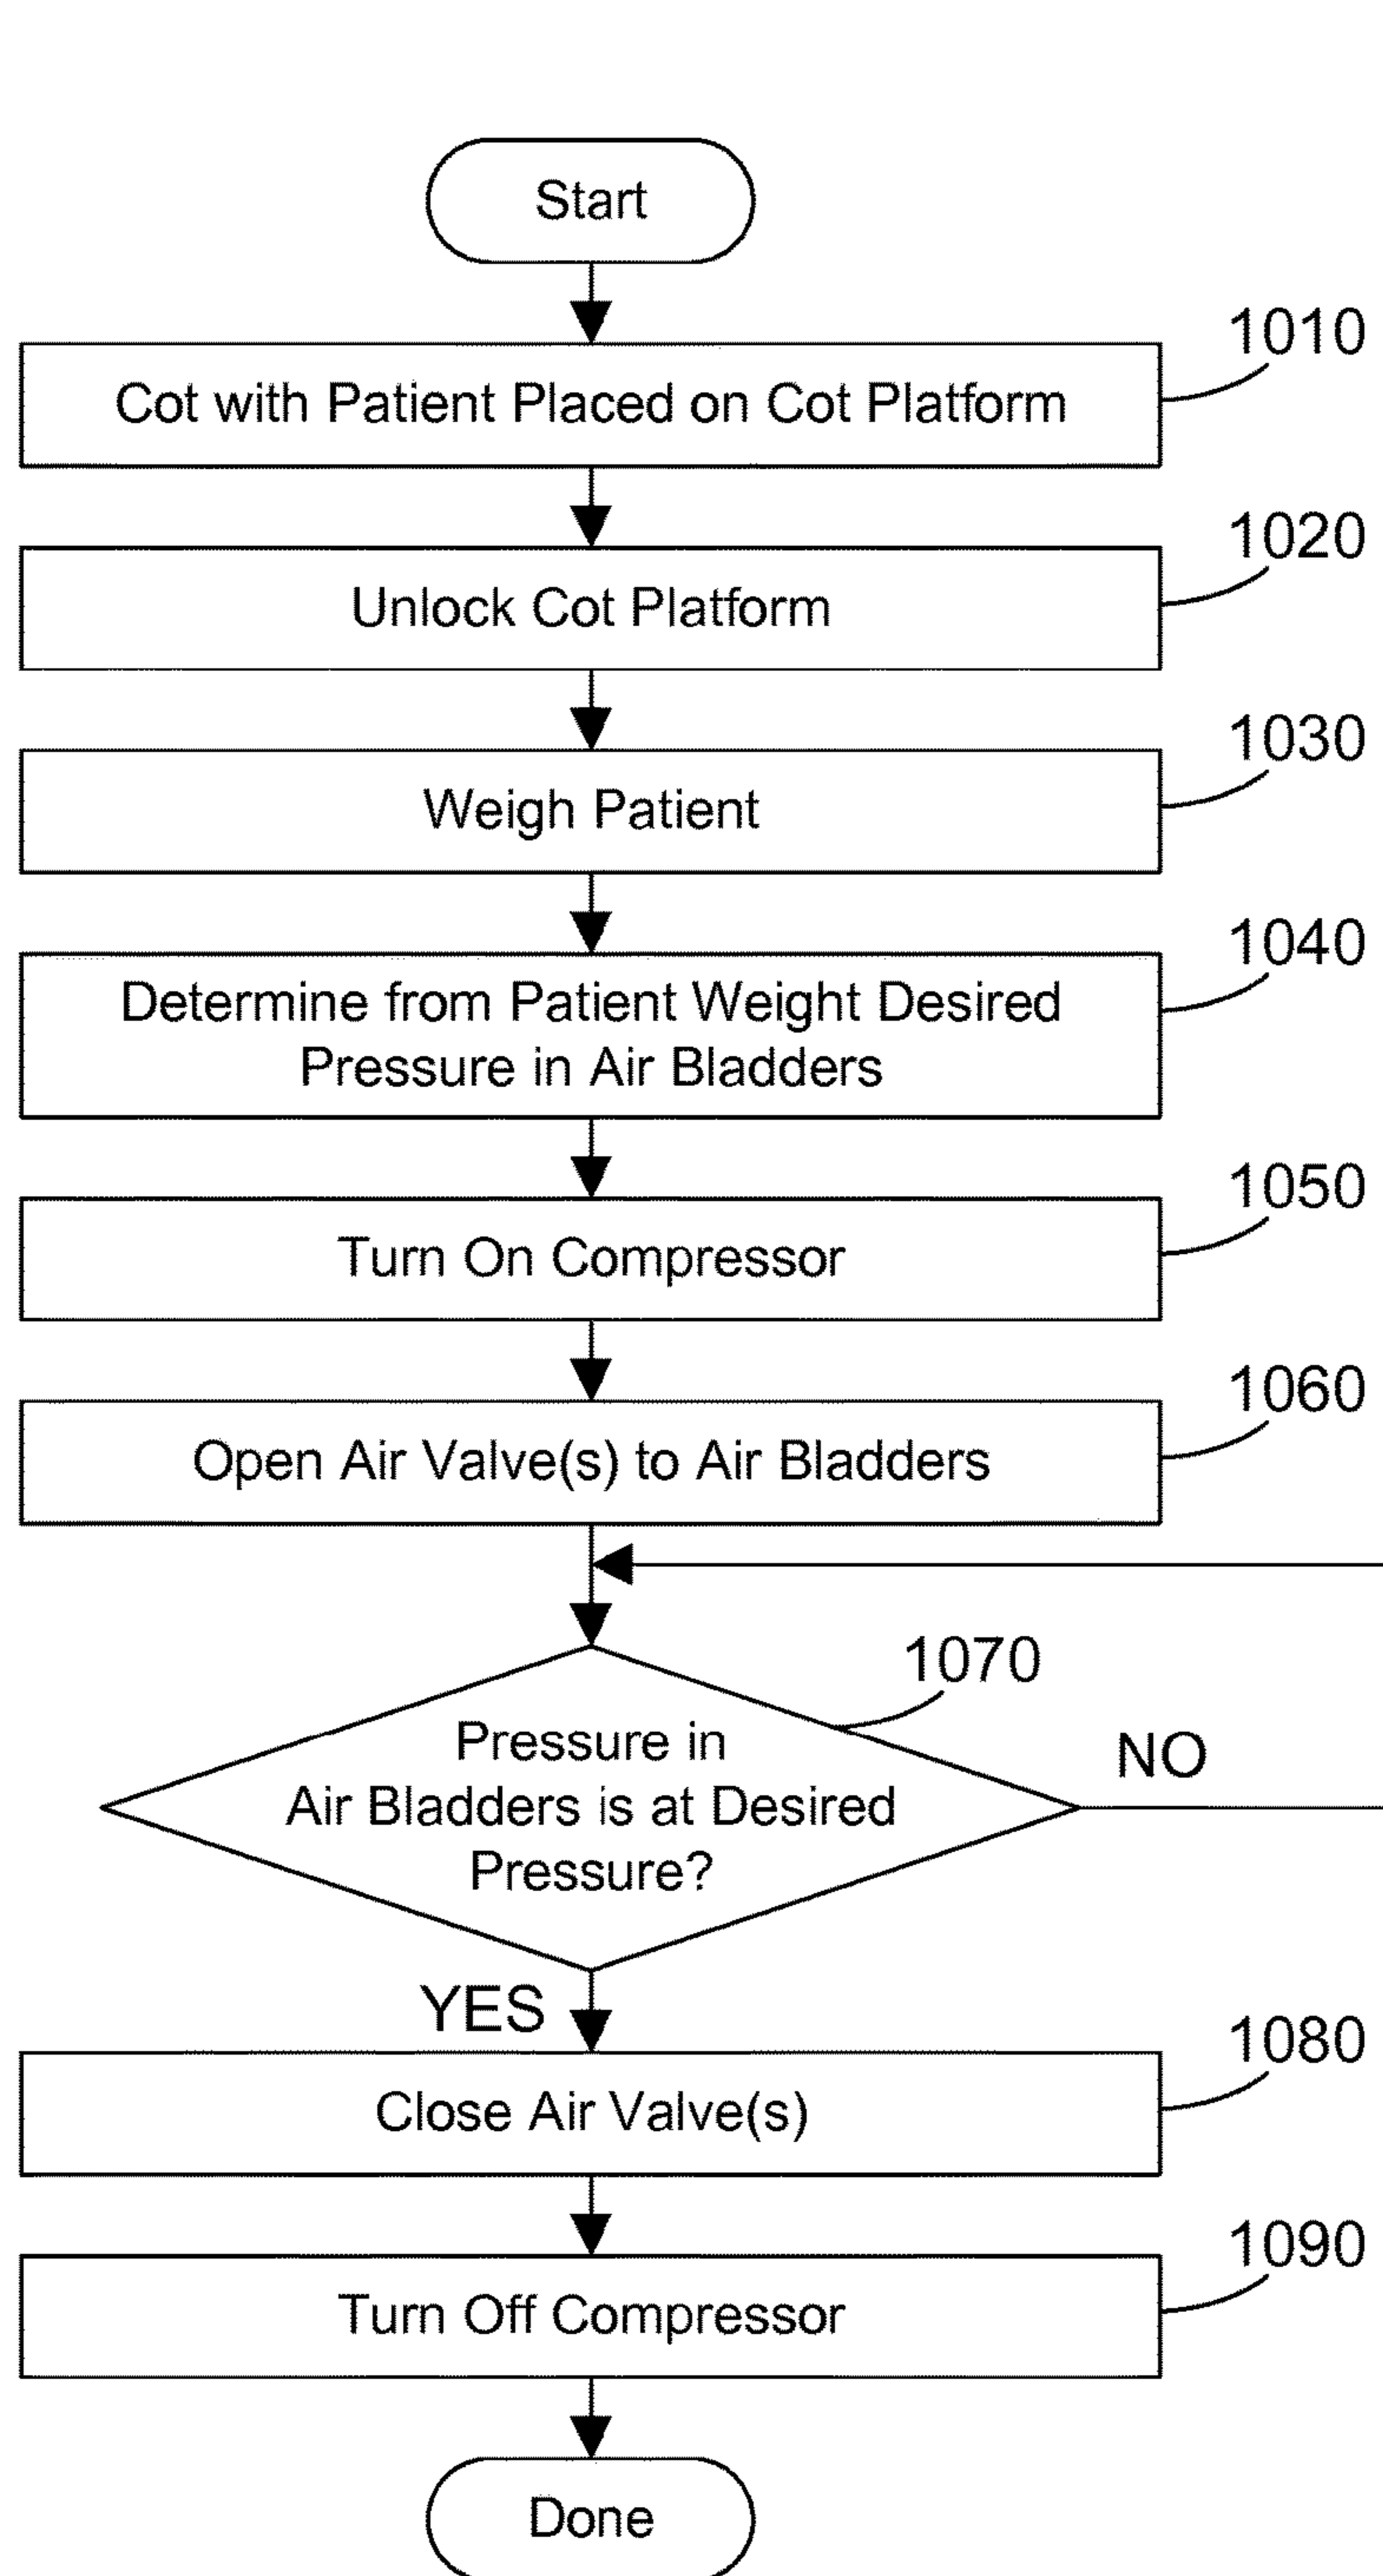 Start
1010
Cot with Patient Placed on Cot Platform
1020
Unlock Cot Platform
1030
Weigh Patient
1040
Determine from Patient Weight Desired
Pressure in Air Bladders
1050
Turn On Compressor
1060
Open Air Valve(s) to Air Bladders
1070
Pressure in
Air Bladders is at Desired
Pressure?
NO
YES
1080
Close Air Valve(s)
1090
Turn Off Compressor
Done